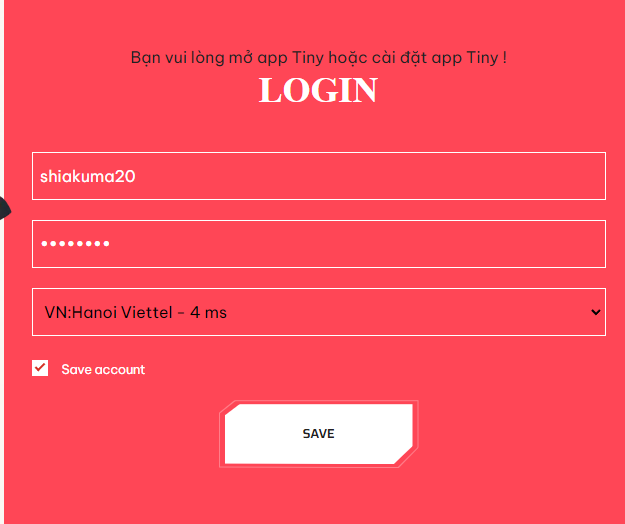 Bạn vui lòng mở app Tiny hoặc cài đặt app Tiny !
LOGIN
shiakuma20
••••••••
VN:Hanoi Viettel - 4 ms
Save account
SAVE